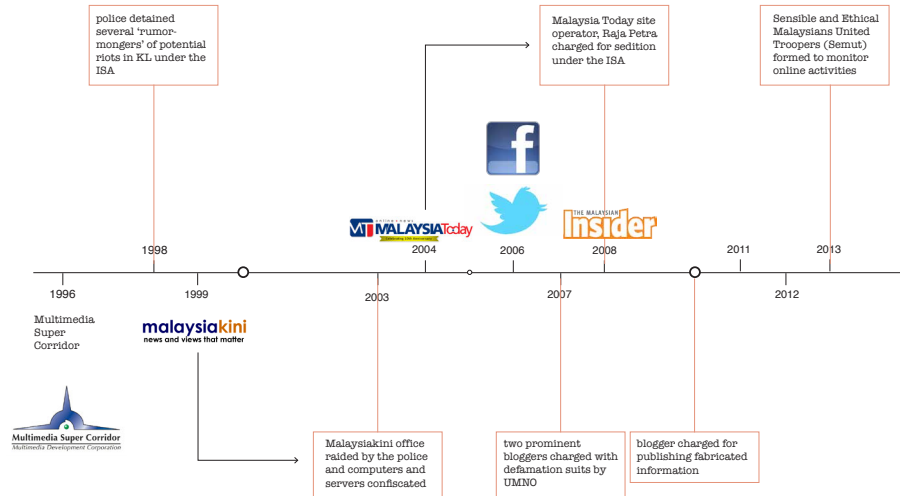 police detained
several ‘rumor-
mongers’ of potential
riots in KL under the
ISA
Malaysia Today site
operator, Raja Petra
charged for sedition
under the ISA
Sensible and Ethical
Malaysians United
Troopers (Semut)
formed to monitor
online activities
f
online • news
MT MALAYSIAToday
THE MALAYSIAN
Insider
1998
2004
2006
2008
2011
2013
1996
1999
2003
2007
2012
Multimedia
Super
Corridor
malaysiakini
news and views that matter
Multimedia Super Corridor
Multimedia Development Corporation
Malaysiakini office
raided by the police
and computers and
servers confiscated
two prominent
bloggers charged with
defamation suits by
UMNO
blogger charged for
publishing fabricated
information